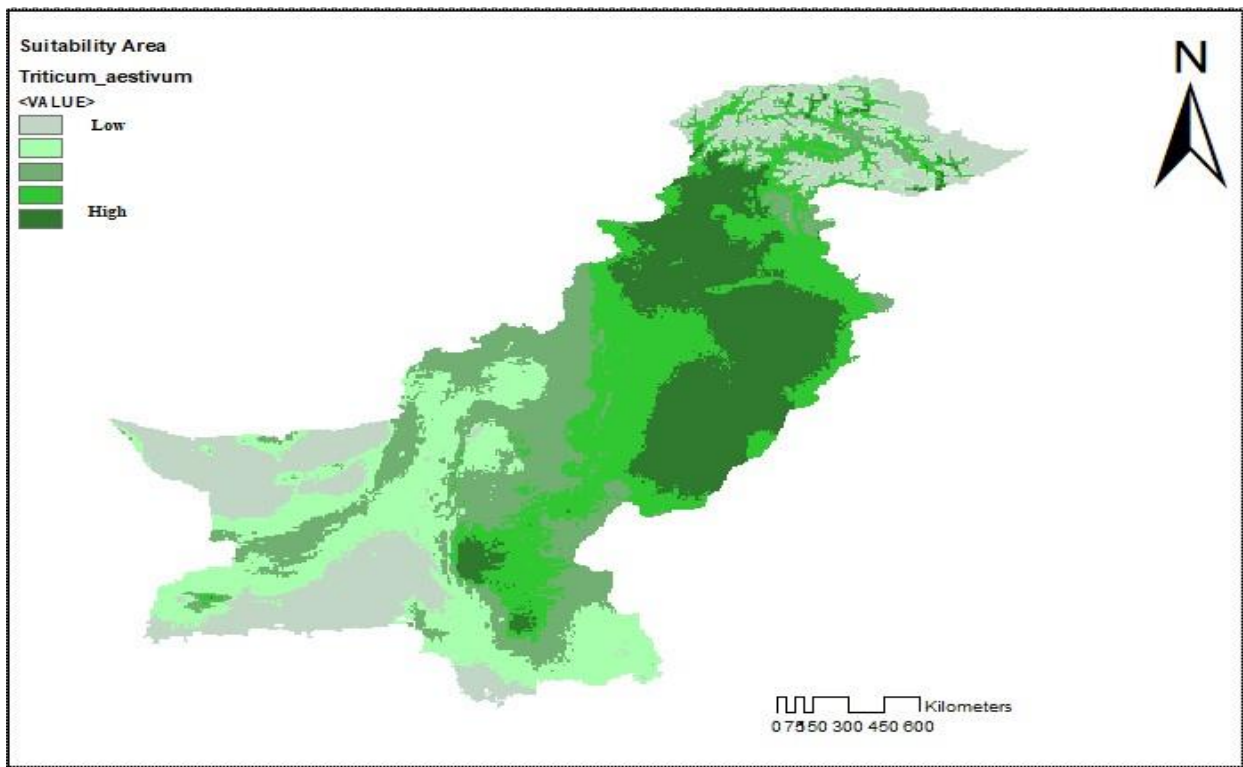 Suitability Area
Triticum_aestivum
<VALUE>
Low
High
N
Kilometers
0 75150 300 450 600